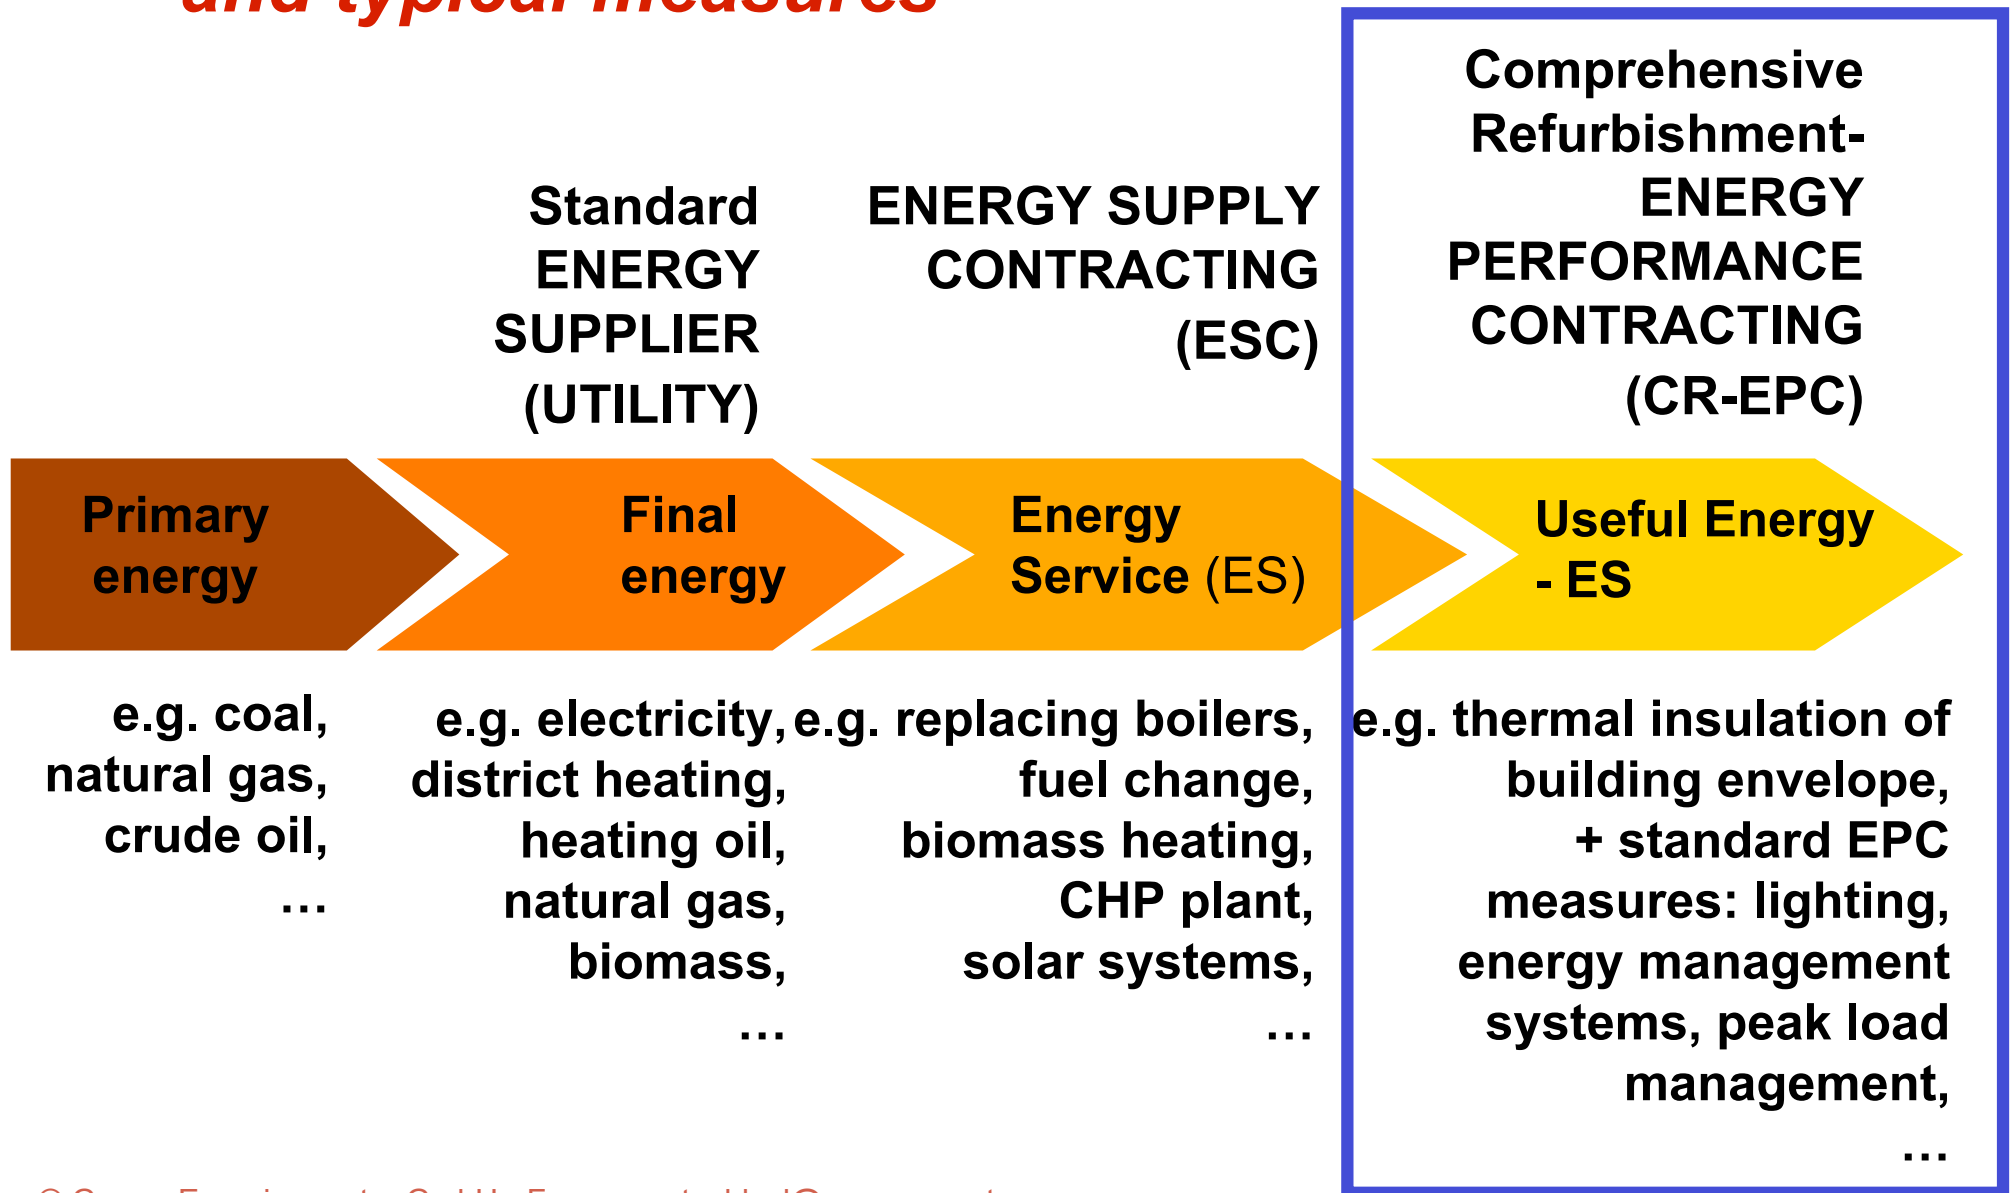 and typical measures
Standard
ENERGY
SUPPLIER
(UTILITY)
ENERGY SUPPLY
CONTRACTING
(ESC)
Comprehensive
Refurbishment-
ENERGY
PERFORMANCE
CONTRACTING
(CR-EPC)
Primary
energy
Final
energy
Energy
Service (ES)
Useful Energy
- ES
e.g. coal,
natural gas,
crude oil,
…
e.g. electricity,
district heating,
heating oil,
natural gas,
biomass,
…
e.g. replacing boilers,
fuel change,
biomass heating,
CHP plant,
solar systems,
…
e.g. thermal insulation of
building envelope,
+ standard EPC
measures: lighting,
energy management
systems, peak load
management,
…